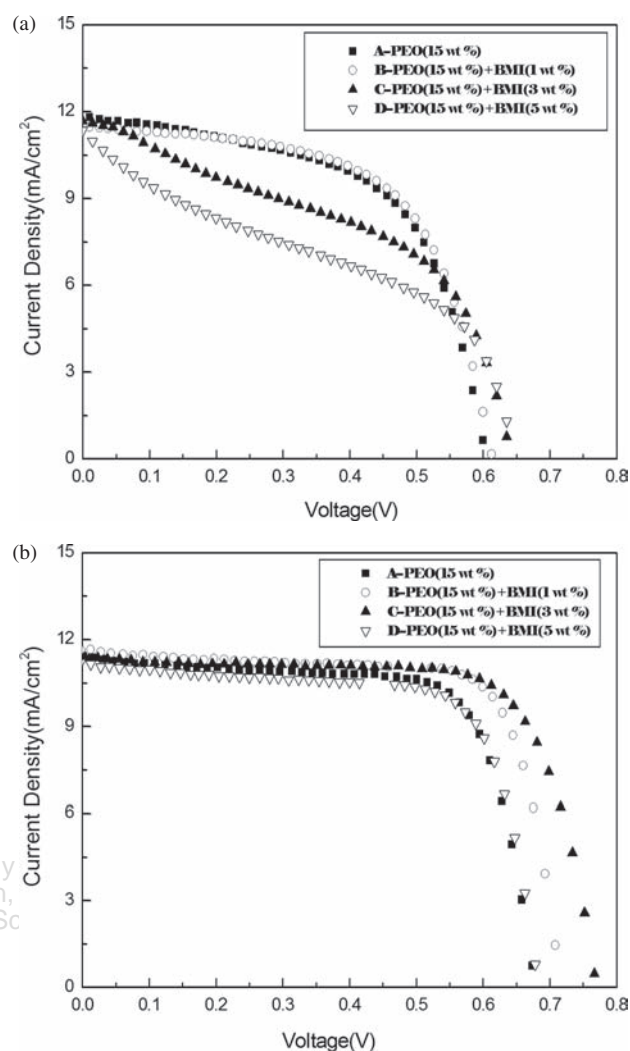 (a)
15
12
9
6
3
0
Current Density(mA/cm²)
A–PEO(15 wt %)
B–PEO(15 wt %)+BMI(1 wt %)
C–PEO(15 wt %)+BMI(3 wt %)
D–PEO(15 wt %)+BMI(5 wt %)
0.0 0.1 0.2 0.3 0.4 0.5 0.6 0.7 0.8
Voltage(V)
(b)
15
12
9
6
3
0
Current Density(mA/cm²)
A–PEO(15 wt %)
B–PEO(15 wt %)+BMI(1 wt %)
C–PEO(15 wt %)+BMI(3 wt %)
D–PEO(15 wt %)+BMI(5 wt %)
0.0 0.1 0.2 0.3 0.4 0.5 0.6 0.7 0.8
Voltage(V)